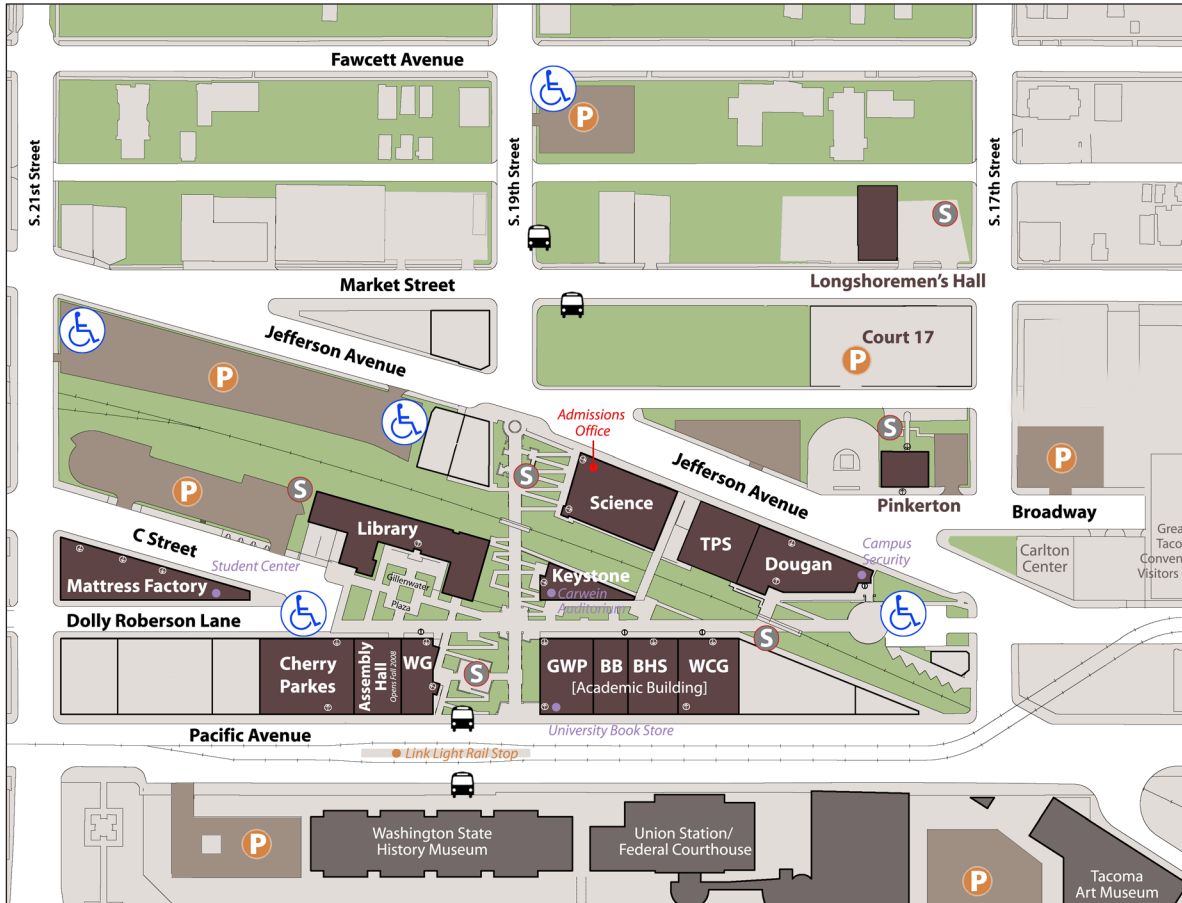 Fawcett Avenue
S. 21st Street
S. 19th Street
S. 17th Street
P
S
Longshoremen's Hall
Market Street
Jefferson Avenue
Court 17
P
P
Admissions
Office
S
S
Jefferson Avenue
P
Science
Pinkerton
Broadway
P
S
Library
TPS
Dougan
Campus
Security
C Street
Student Center
Mattress Factory
Gillenwater
Plaza
Keystone
Carwein
Auditorium
Carlton
Center
Grea
Taco
Conven
Visitors
Dolly Roberson Lane
S
Cherry
Parkes
Assembly
Hall
Opens Fall 2008
WG
S
GWP
BB
BHS
WCG
[Academic Building]
University Book Store
Pacific Avenue
Link Light Rail Stop
P
Washington State
History Museum
Union Station/
Federal Courthouse
P
Tacoma
Art Museum